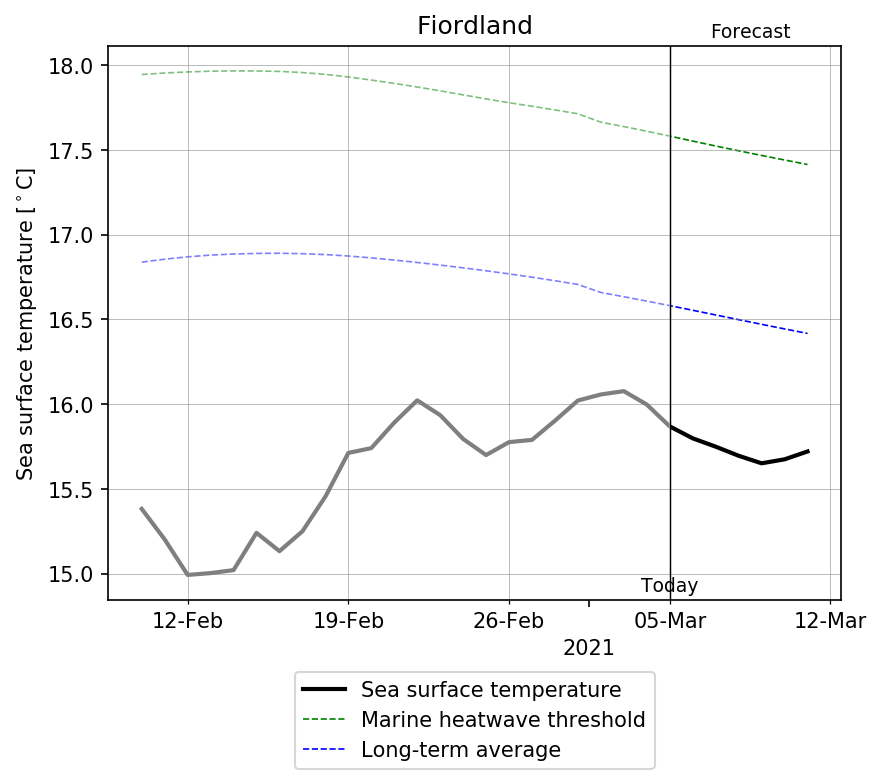 Fiordland
Forecast
Sea surface temperature [°C]
18.0
17.5
17.0
16.5
16.0
15.5
15.0
Today
12-Feb
19-Feb
26-Feb
05-Mar
12-Mar
2021
Sea surface temperature
Marine heatwave threshold
Long-term average